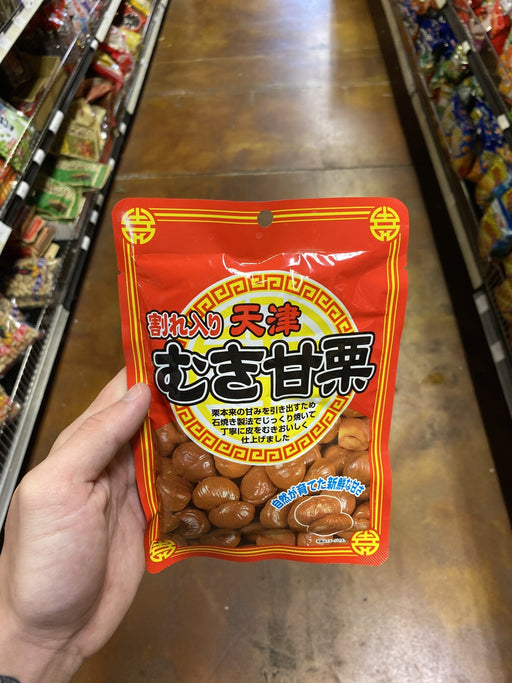 割れ入り 天津
むき甘栗
栗本来の甘みを引き出すため
石焼き製法でじっくり焼いて
丁寧に皮をむきおいしく
仕上げました
自然が育てた新鮮な甘さ